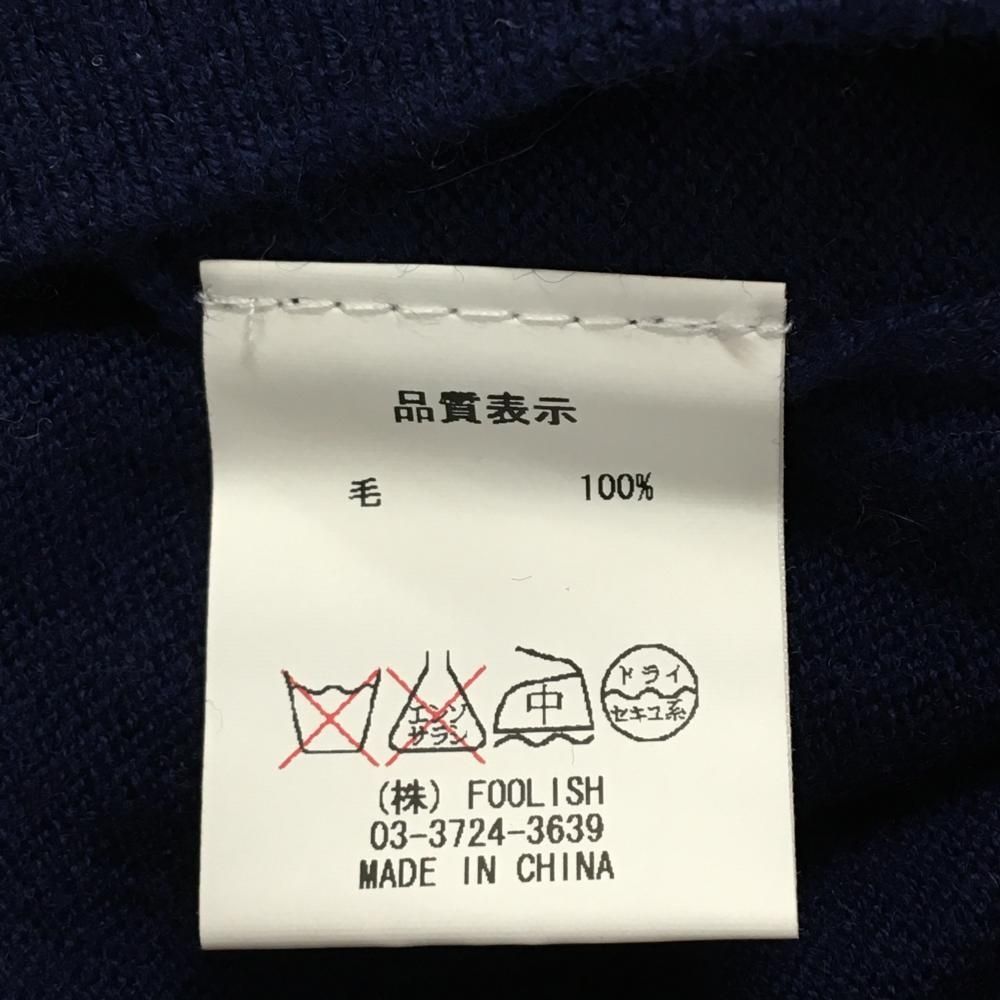 品質表示
毛 100%
エンソ
サラシ
中
ドライ
セキユ系
(株) FOOLISH
03-3724-3639
MADE IN CHINA